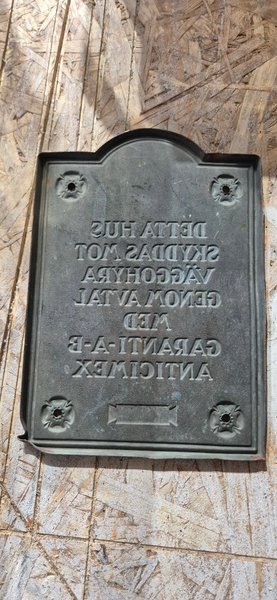 DETTA HUS
SKYDDAS MOT
VÄGGOHYRA
GENOM AVTAL
MED
GARANTI-A-B
ANTICIMEX.